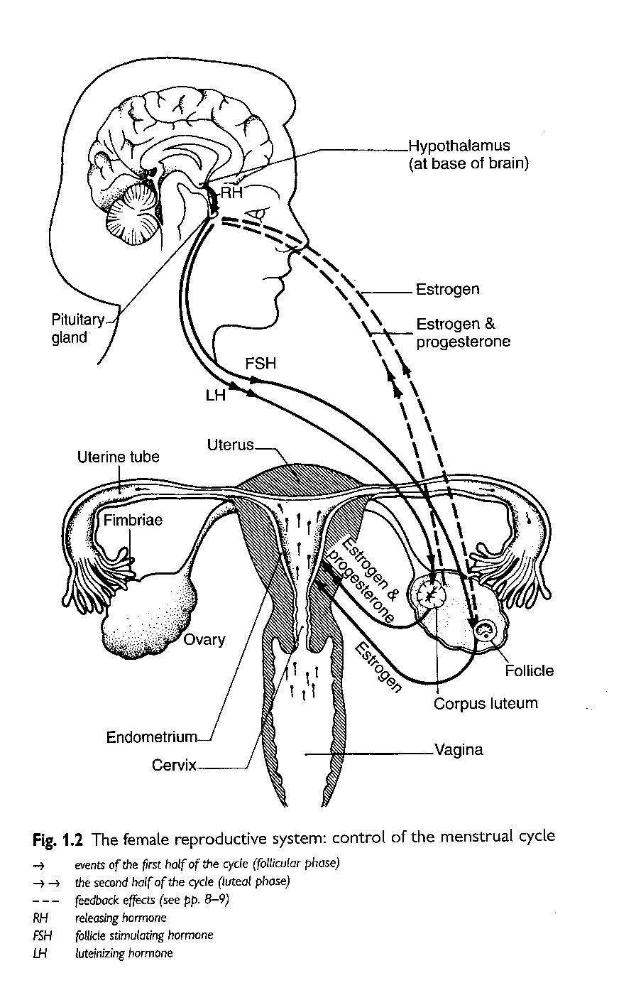 Hypothalamus
(at base of brain)
RH
Estrogen
Pituitary
gland
Estrogen &
progesterone
FSH
LH
Uterus
Uterine tube
Fimbriae
Estrogen &
progesterone
Ovary
Estrogen
Follicle
Corpus luteum
Endometrium
Vagina
Cervix
Fig. 1.2 The female reproductive system: control of the menstrual cycle
→ events of the first half of the cycle (follicular phase)
→→ the second half of the cycle (luteal phase)
--- feedback effects (see pp. 8–9)
RH releasing hormone
FSH follicle stimulating hormone
LH luteinizing hormone